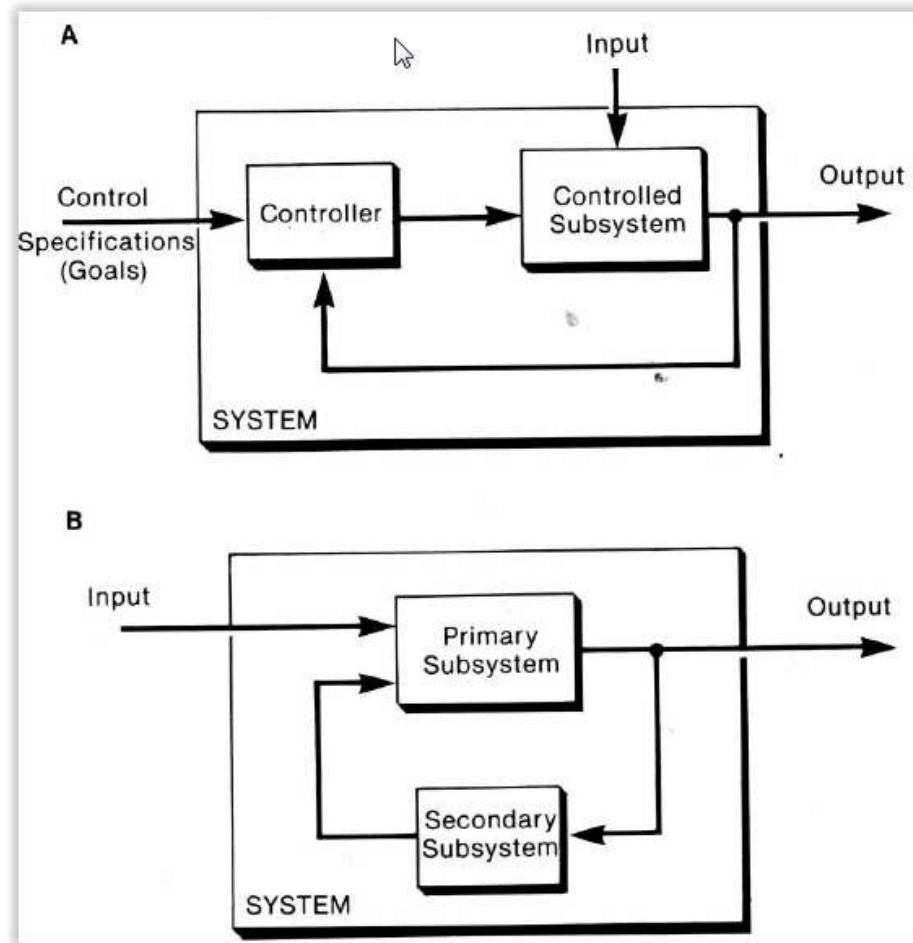 A
Input
Control
Specifications
(Goals)
Controller
Controlled
Subsystem
Output
SYSTEM
B
Input
Primary
Subsystem
Output
Secondary
Subsystem
SYSTEM